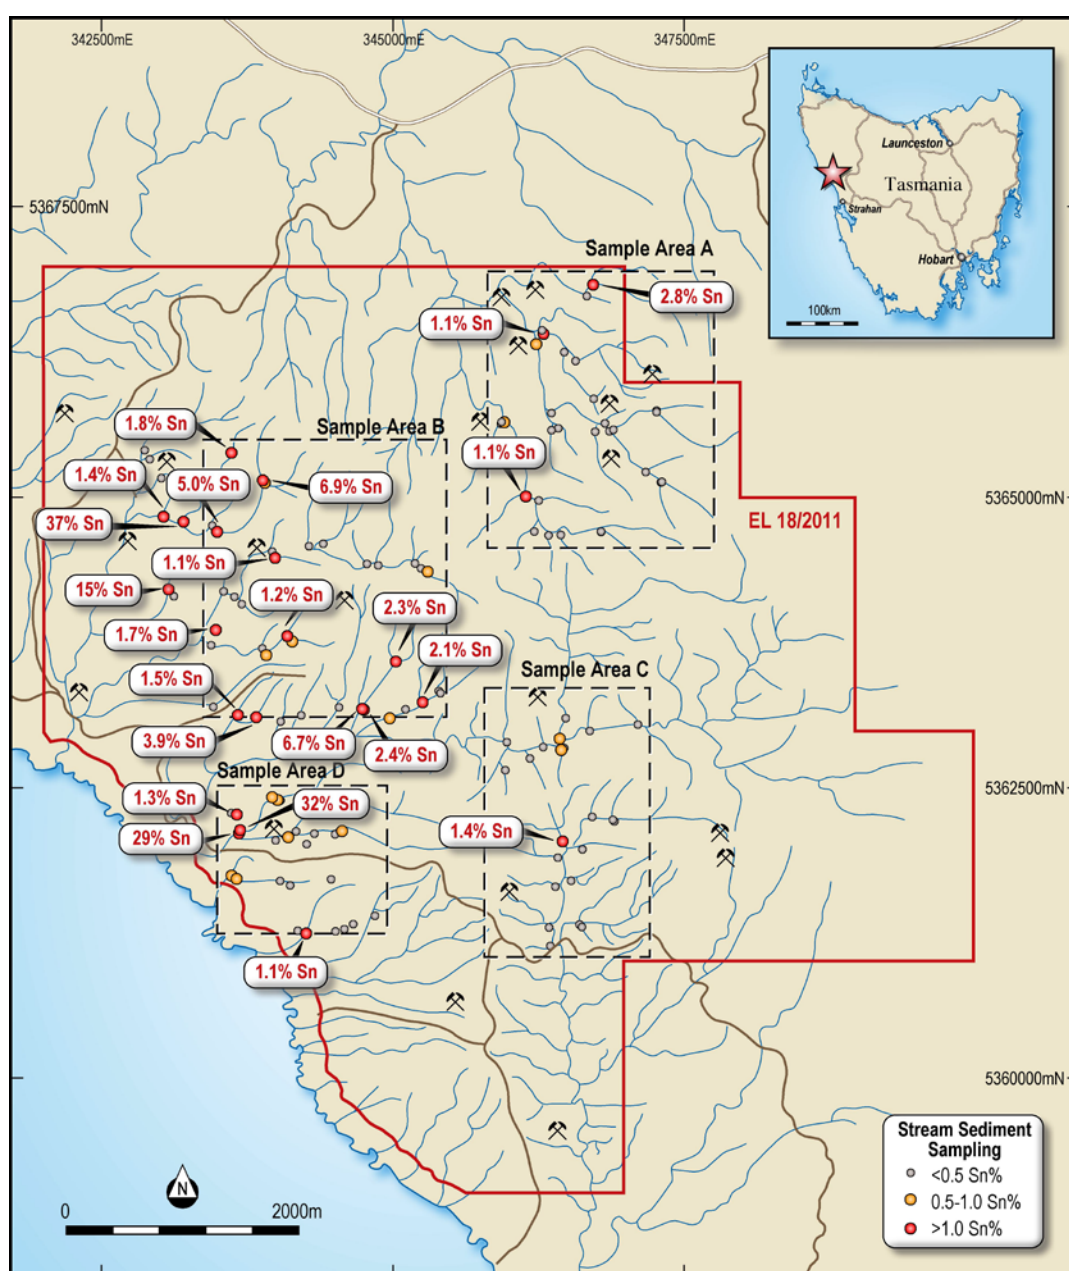 342500mE
345000mE
347500mE
5367500mN
Launceston
Tasmania
Strahan
Hobart
100km
Sample Area A
2.8% Sn
1.1% Sn
Sample Area B
1.8% Sn
1.1% Sn
1.4% Sn
5.0% Sn
6.9% Sn
37% Sn
5365000mN
EL 18/2011
1.1% Sn
15% Sn
1.2% Sn
2.3% Sn
1.7% Sn
2.1% Sn
Sample Area C
1.5% Sn
3.9% Sn
6.7% Sn
2.4% Sn
Sample Area D
1.3% Sn
32% Sn
5362500mN
29% Sn
1.4% Sn
1.1% Sn
5360000mN
Stream Sediment
Sampling
<0.5 Sn%
0.5-1.0 Sn%
>1.0 Sn%
N
0
2000m